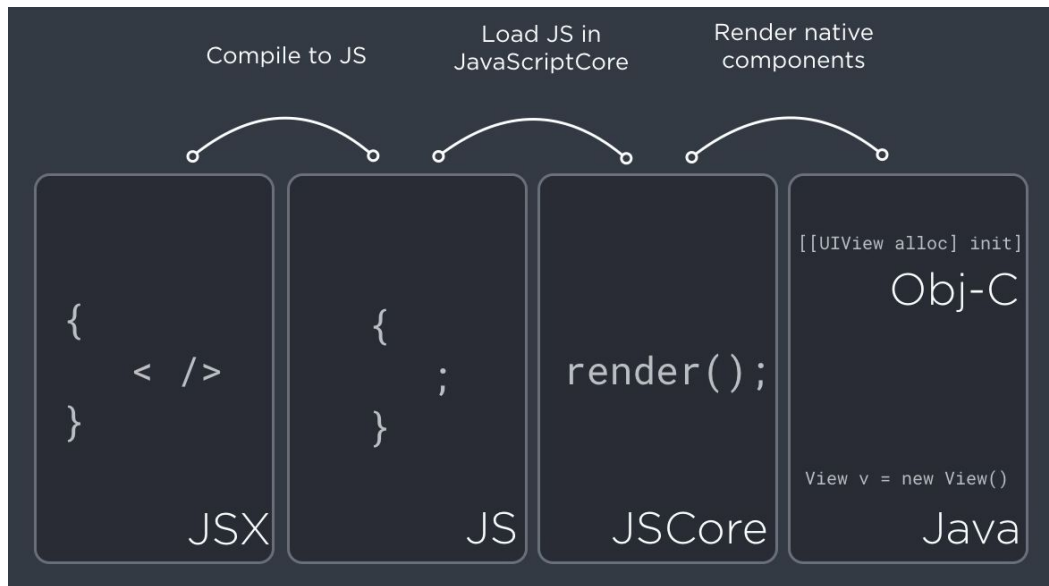 Compile to JS
Load JS in
JavaScriptCore
Render native
components
{
< />
}
JSX
{
;
}
JS
render();
JSCore
[[UIView alloc] init]
Obj-C
View v = new View()
Java